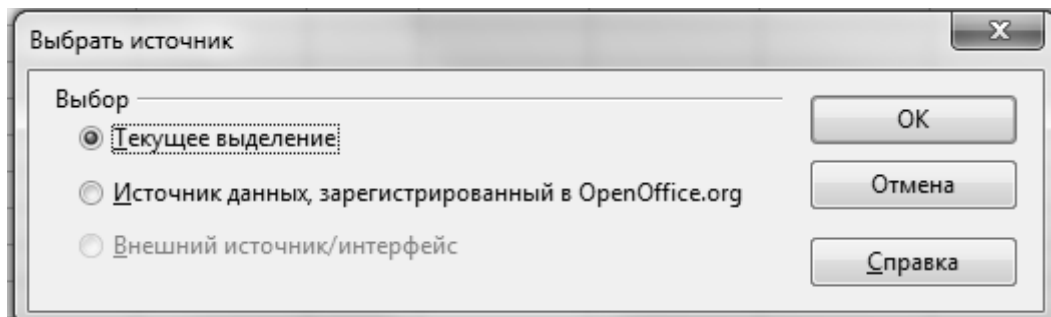 Выбрать источник
Выбор
Текущее выделение
Источник данных, зарегистрированный в OpenOffice.org
Внешний источник/интерфейс
OK
Отмена
Справка